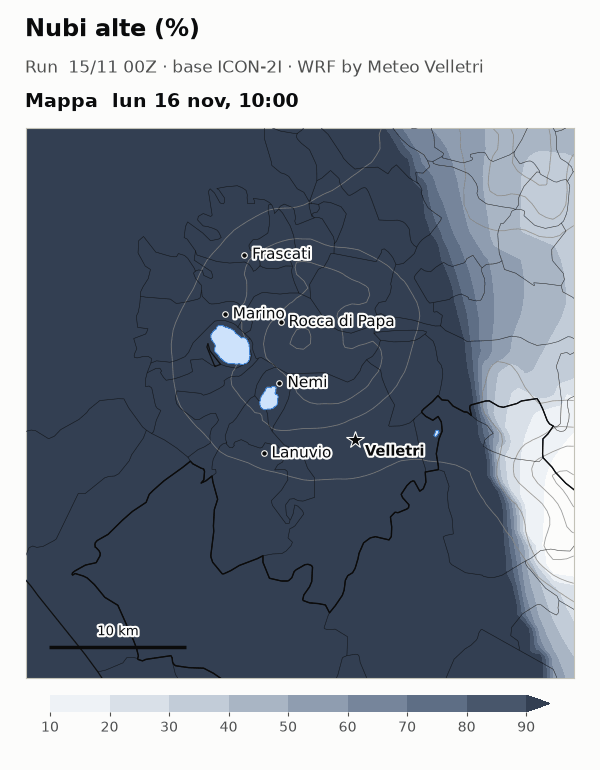 Nubi alte (%)
Run  15/11 00Z · base ICON-2I · WRF by Meteo Velletri
Mappa  lun 16 nov, 10:00
Frascati
Marino
Rocca di Papa
Nemi
Velletri
Lanuvio
10 km
10 20 30 40 50 60 70 80 90